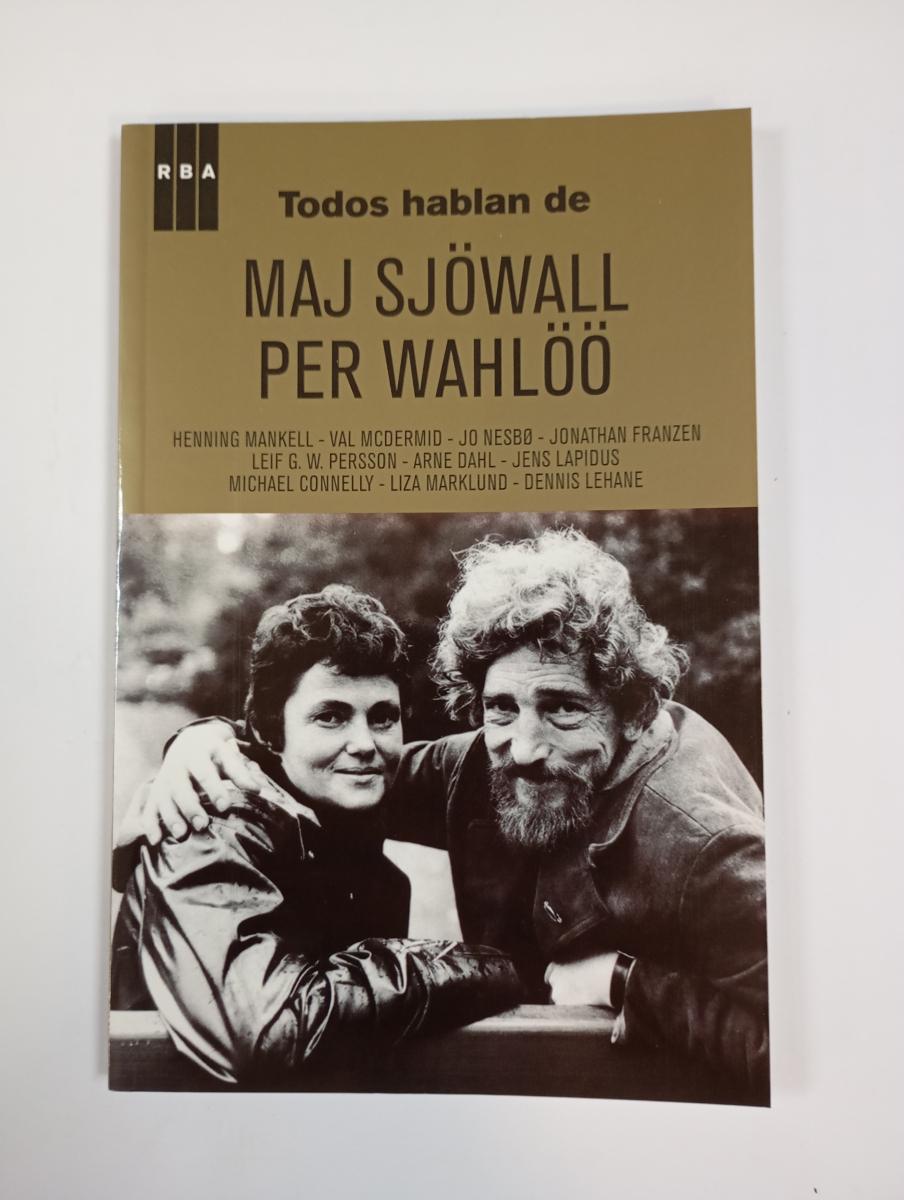 RBA
Todos hablan de
MAJ SJÖWALL
PER WAHLÖÖ
HENNING MANKELL - VAL MCDERMID - JO NESBØ - JONATHAN FRANZEN
LEIF G. W. PERSSON - ARNE DAHL - JENS LAPIDUS
MICHAEL CONNELLY - LIZA MARKLUND - DENNIS LEHANE